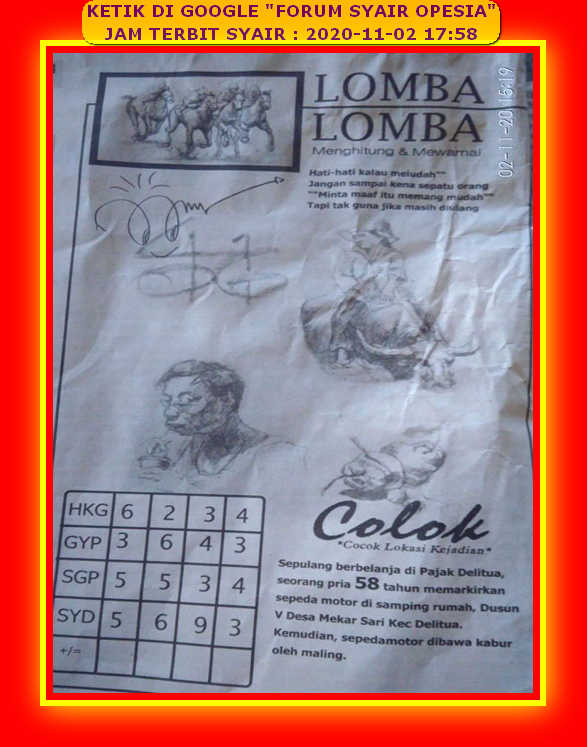 KETIK DI GOOGLE "FORUM SYAIR OPESIA"
JAM TERBIT SYAIR : 2020-11-02 17:58
02-11-20 15:19
LOMBA
LOMBA
Menghitung & Mewarnai
Hati-hati kalau meludah""
Jangan sampai kena sepatu orang
""Minta maaf itu memang mudah""
Tapi tak guna jika masih diulang
HKG 6 2 3 4
GYP 3 6 4 3
SGP 5 5 3 4
SYD 5 6 9 3
+/=
Colok
"Cocok Lokasi Kejadian"
Sepulang berbelanja di Pajak Delitua,
seorang pria 58 tahun memarkirkan
sepeda motor di samping rumah, Dusun
V Desa Mekar Sari Kec Delitua.
Kemudian, sepedamotor dibawa kabur
oleh maling.